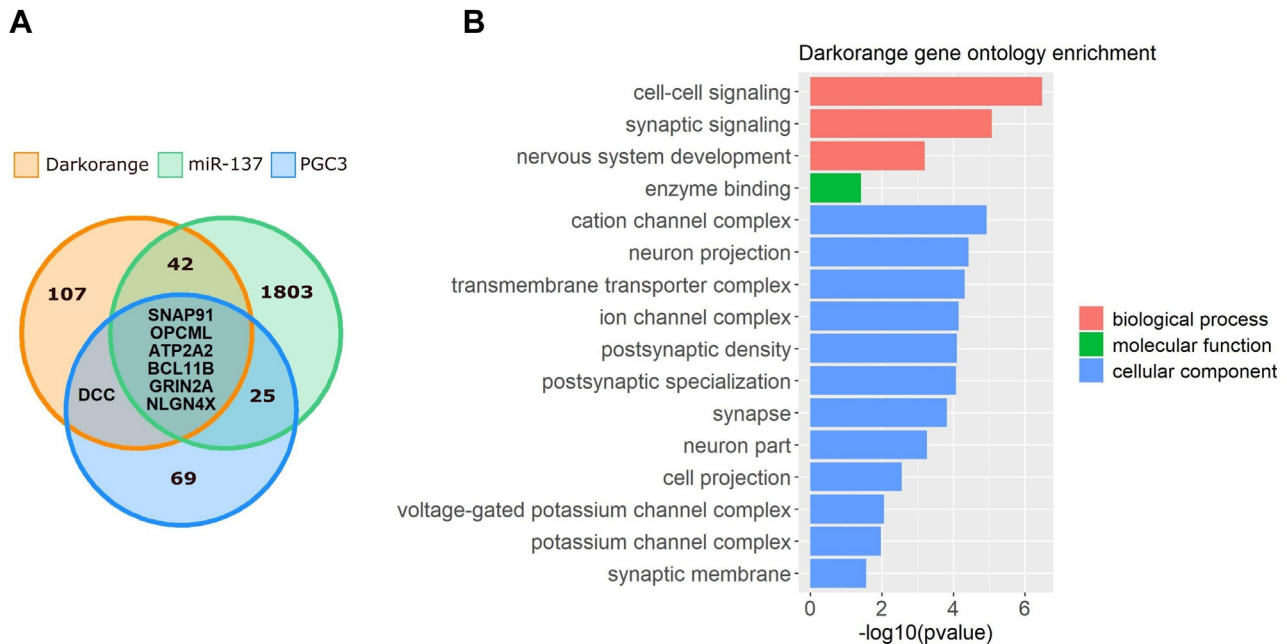 A
Darkorange miR-137 PGC3
42
107
1803
SNAP91
OPCML
ATP2A2
BCL11B
GRIN2A
NLGN4X
DCC
25
69
B
Darkorange gene ontology enrichment
cell-cell signaling
synaptic signaling
nervous system development
enzyme binding
cation channel complex
neuron projection
transmembrane transporter complex
ion channel complex
postsynaptic density
postsynaptic specialization
synapse
neuron part
cell projection
voltage-gated potassium channel complex
potassium channel complex
synaptic membrane
0 2 4 6
-log10(pvalue)
biological process
molecular function
cellular component